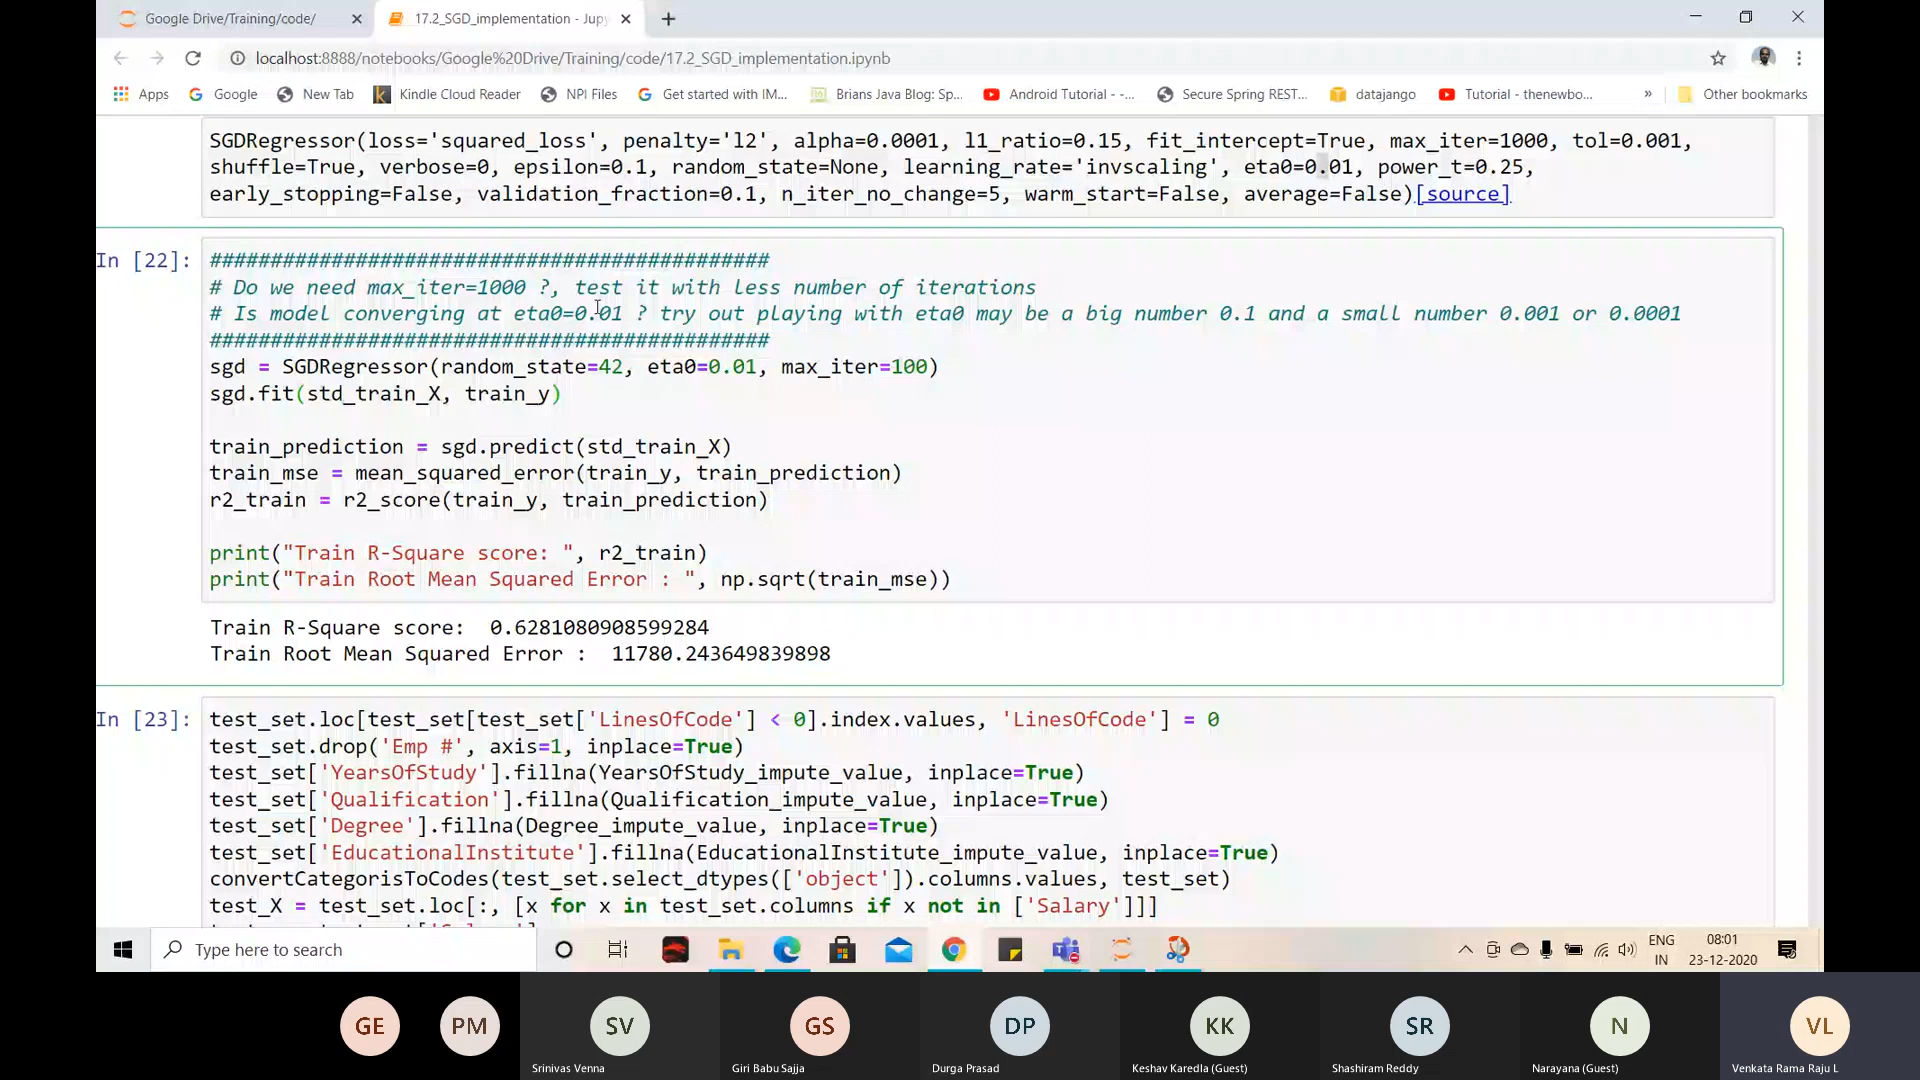 Google Drive/Training/code/
17.2_SGD_implementation - Jupy
localhost:8888/notebooks/Google%20Drive/Training/code/17.2_SGD_implementation.ipynb
Apps Google New Tab Kindle Cloud Reader NPI Files Get started with IM... Brians Java Blog: Sp... Android Tutorial - -... Secure Spring REST... datajango Tutorial - thenewbo... » Other bookmarks
SGDRegressor(loss='squared_loss', penalty='l2', alpha=0.0001, l1_ratio=0.15, fit_intercept=True, max_iter=1000, tol=0.001,
shuffle=True, verbose=0, epsilon=0.1, random_state=None, learning_rate='invscaling', eta0=0.01, power_t=0.25,
early_stopping=False, validation_fraction=0.1, n_iter_no_change=5, warm_start=False, average=False)[source]
In [22]: ##############################################
# Do we need max_iter=1000 ?, test it with less number of iterations
# Is model converging at eta0=0.01 ? try out playing with eta0 may be a big number 0.1 and a small number 0.001 or 0.0001
##############################################
sgd = SGDRegressor(random_state=42, eta0=0.01, max_iter=100)
sgd.fit(std_train_X, train_y)
train_prediction = sgd.predict(std_train_X)
train_mse = mean_squared_error(train_y, train_prediction)
r2_train = r2_score(train_y, train_prediction)
print("Train R-Square score: ", r2_train)
print("Train Root Mean Squared Error : ", np.sqrt(train_mse))
Train R-Square score:  0.6281080908599284
Train Root Mean Squared Error :  11780.243649839898
In [23]: test_set.loc[test_set[test_set['LinesOfCode'] < 0].index.values, 'LinesOfCode'] = 0
test_set.drop('Emp #', axis=1, inplace=True)
test_set['YearsOfStudy'].fillna(YearsOfStudy_impute_value, inplace=True)
test_set['Qualification'].fillna(Qualification_impute_value, inplace=True)
test_set['Degree'].fillna(Degree_impute_value, inplace=True)
test_set['EducationalInstitute'].fillna(EducationalInstitute_impute_value, inplace=True)
convertCategorisToCodes(test_set.select_dtypes(['object']).columns.values, test_set)
test_X = test_set.loc[:, [x for x in test_set.columns if x not in ['Salary']]]
Type here to search
ENG
IN
08:01
23-12-2020
GE PM SV GS DP KK SR N VL
Srinivas Venna Giri Babu Sajja Durga Prasad Keshav Karedla (Guest) Shashiram Reddy Narayana (Guest) Venkata Rama Raju L